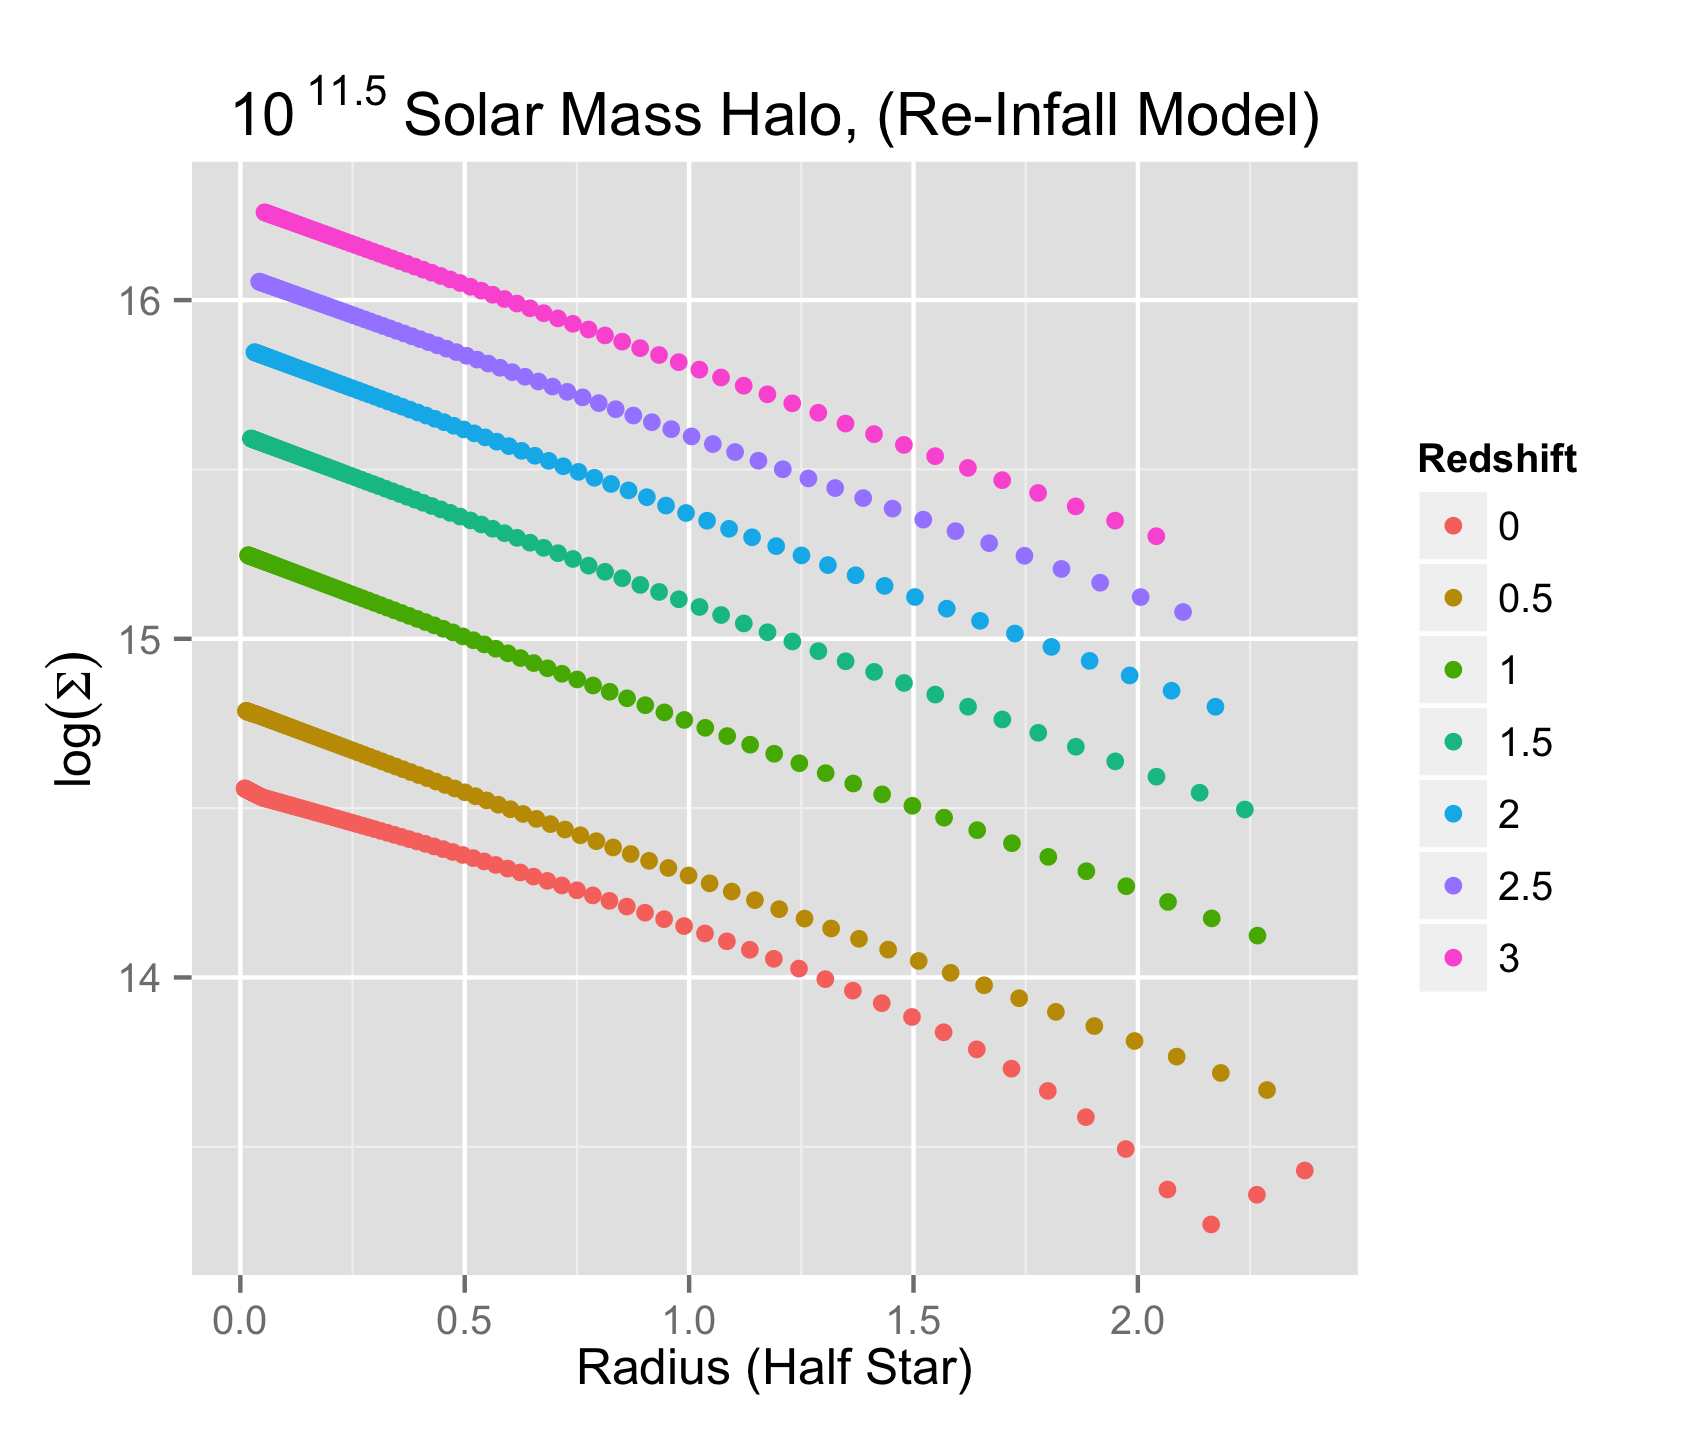 10 11.5 Solar Mass Halo, (Re-Infall Model)
16
15
14
log(Σ)
0.0 0.5 1.0 1.5 2.0
Radius (Half Star)
Redshift
0
0.5
1
1.5
2
2.5
3